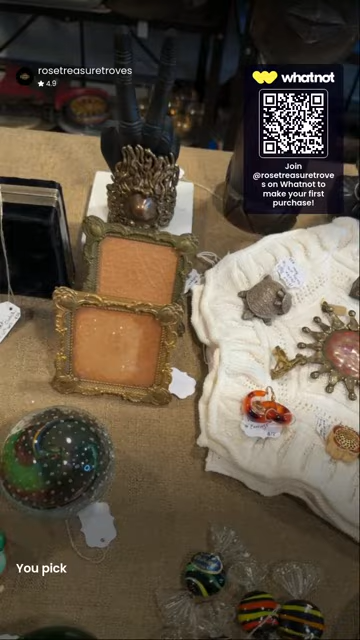 rosetreasuretroves
★ 4.9
whatnot
Join
@rosetreasuretrove
s on Whatnot to
make your first
purchase!
You pick